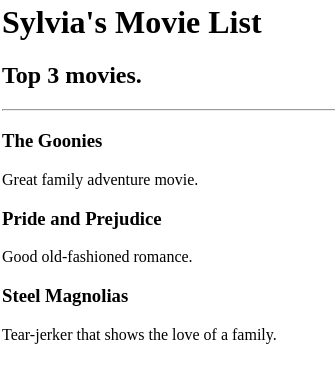 Sylvia's Movie List
Top 3 movies.
The Goonies
Great family adventure movie.
Pride and Prejudice
Good old-fashioned romance.
Steel Magnolias
Tear-jerker that shows the love of a family.